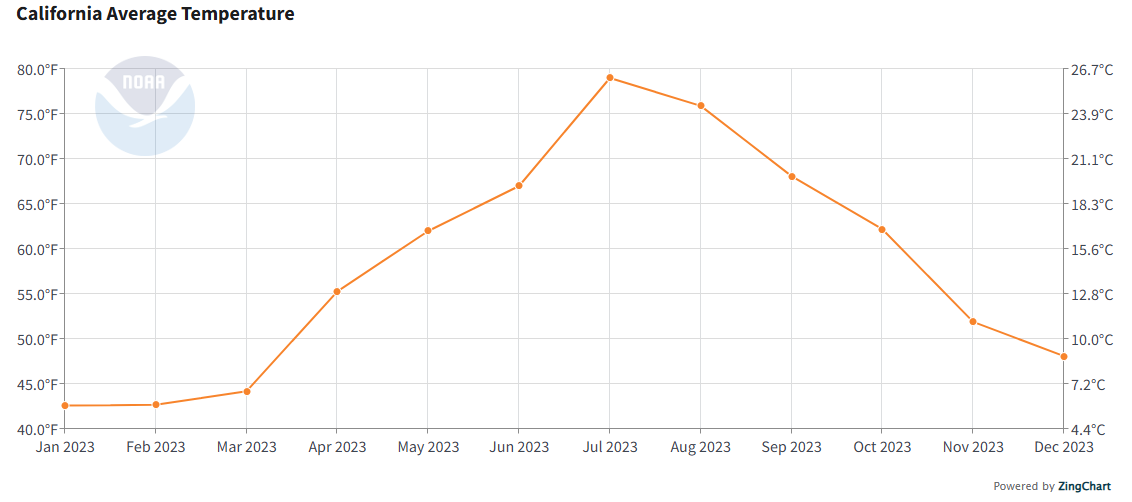 California Average Temperature
NOAA
80.0°F
75.0°F
70.0°F
65.0°F
60.0°F
55.0°F
50.0°F
45.0°F
40.0°F
26.7°C
23.9°C
21.1°C
18.3°C
15.6°C
12.8°C
10.0°C
7.2°C
4.4°C
Jan 2023 Feb 2023 Mar 2023 Apr 2023 May 2023 Jun 2023 Jul 2023 Aug 2023 Sep 2023 Oct 2023 Nov 2023 Dec 2023
Powered by ZingChart